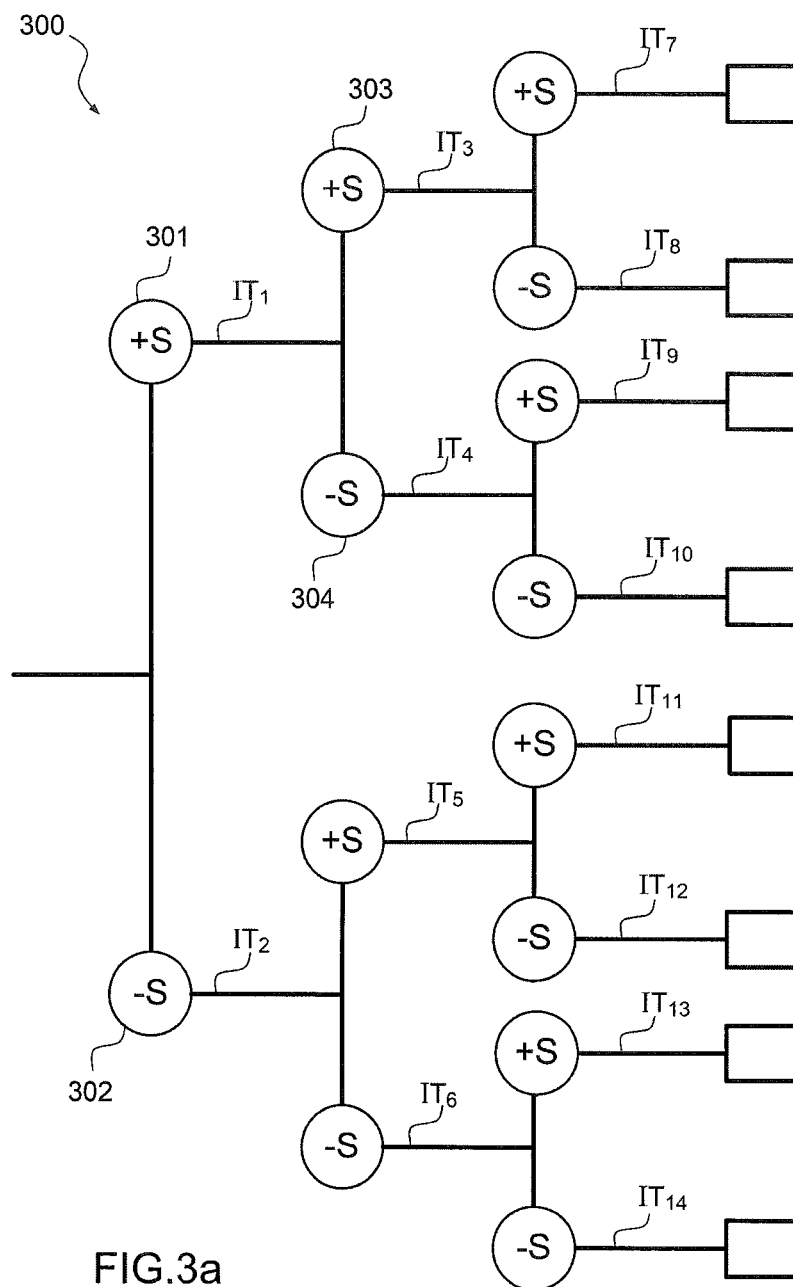 300
IT7
+S
303
IT3
+S
301
IT8
-S
IT1
+S
IT9
+S
IT4
-S
304
IT10
-S
IT11
+S
IT5
+S
IT12
-S
IT2
-S
302
IT13
+S
IT6
-S
IT14
-S
FIG.3a